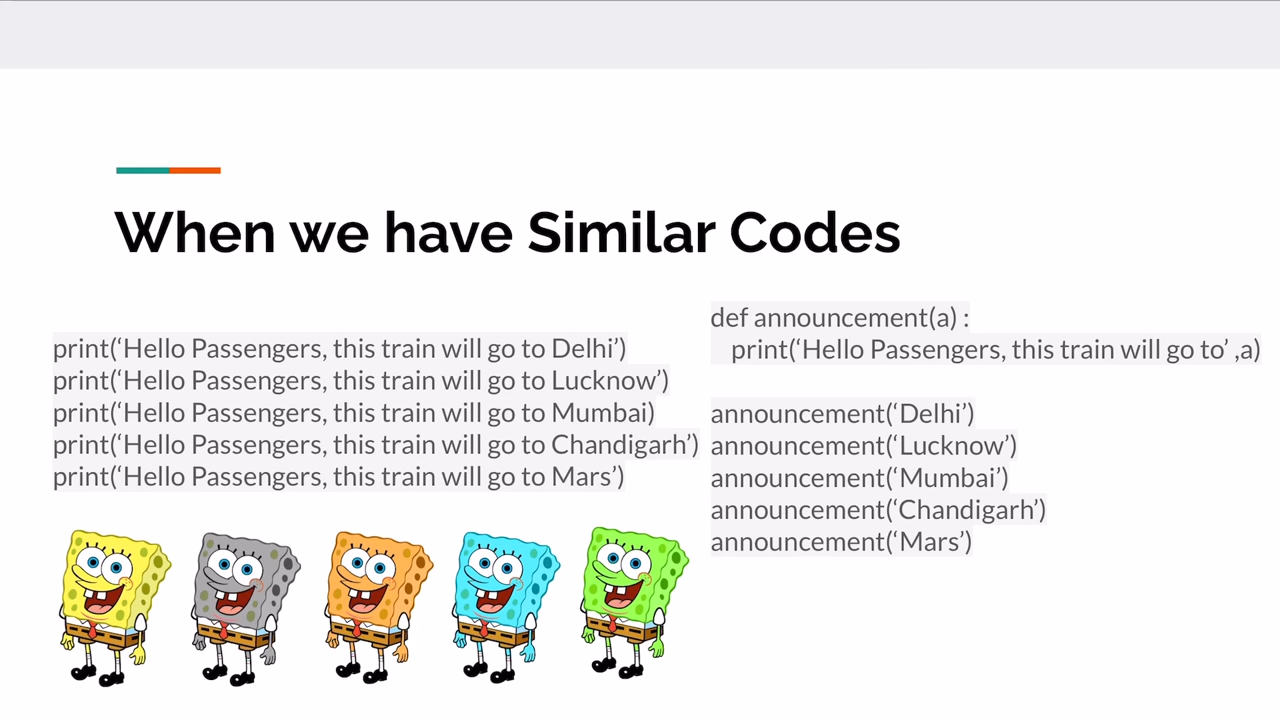 When we have Similar Codes
print(‘Hello Passengers, this train will go to Delhi’)
print(‘Hello Passengers, this train will go to Lucknow’)
print(‘Hello Passengers, this train will go to Mumbai)
print(‘Hello Passengers, this train will go to Chandigarh’)
print(‘Hello Passengers, this train will go to Mars’)
def announcement(a) :
print(‘Hello Passengers, this train will go to’ ,a)
announcement(‘Delhi’)
announcement(‘Lucknow’)
announcement(‘Mumbai’)
announcement(‘Chandigarh’)
announcement(‘Mars’)